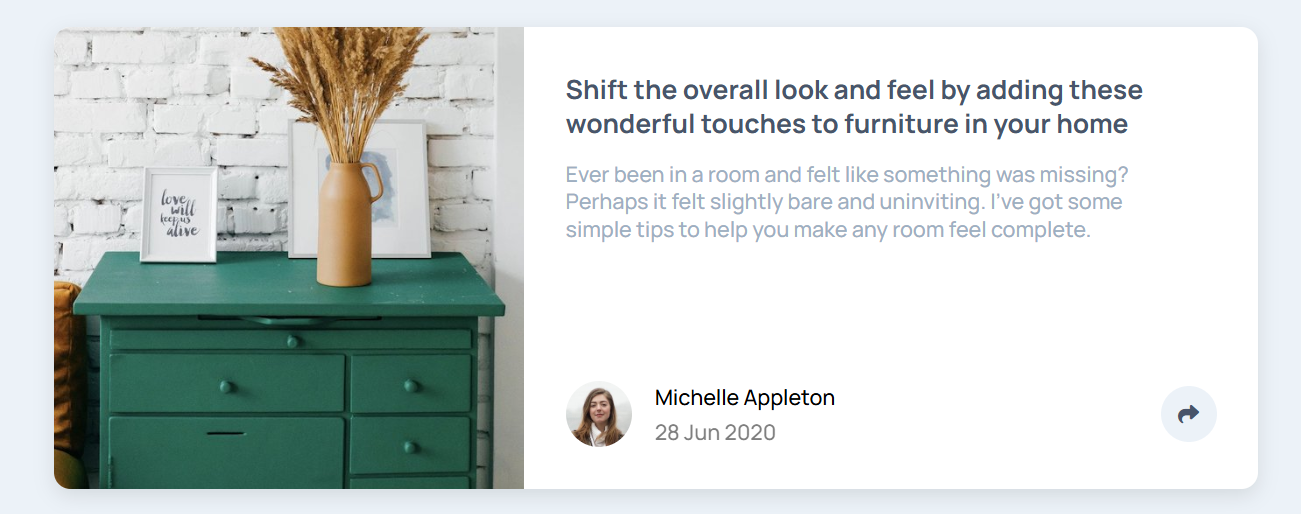 love
will
keep us
alive
Shift the overall look and feel by adding these
wonderful touches to furniture in your home
Ever been in a room and felt like something was missing?
Perhaps it felt slightly bare and uninviting. I’ve got some
simple tips to help you make any room feel complete.
Michelle Appleton
28 Jun 2020